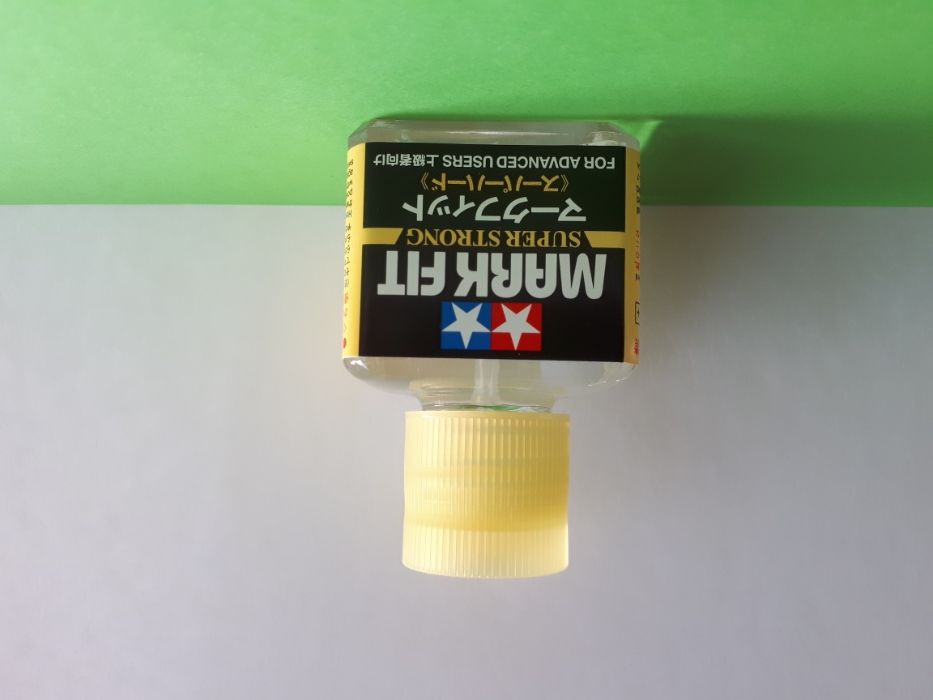 MARK FIT
SUPER STRONG
マークフィット
《スーパーハード》
FOR ADVANCED USERS 上級者向け